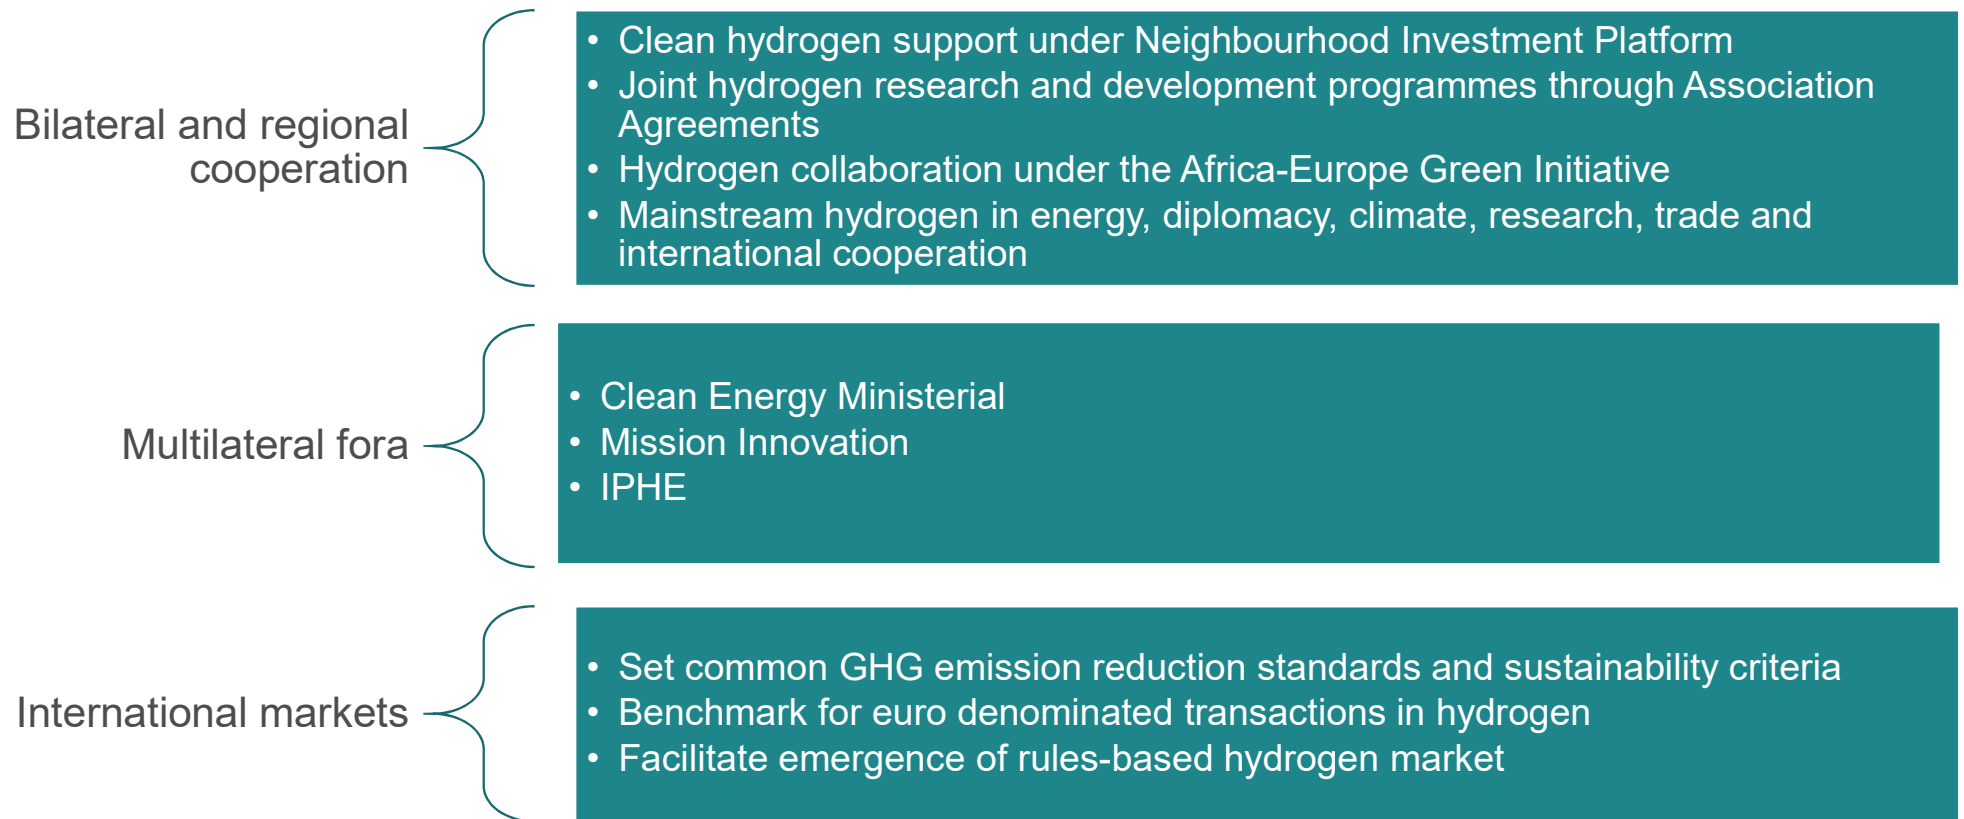 Bilateral and regional
cooperation
• Clean hydrogen support under Neighbourhood Investment Platform
• Joint hydrogen research and development programmes through Association
Agreements
• Hydrogen collaboration under the Africa-Europe Green Initiative
• Mainstream hydrogen in energy, diplomacy, climate, research, trade and
international cooperation
Multilateral fora
• Clean Energy Ministerial
• Mission Innovation
• IPHE
International markets
• Set common GHG emission reduction standards and sustainability criteria
• Benchmark for euro denominated transactions in hydrogen
• Facilitate emergence of rules-based hydrogen market